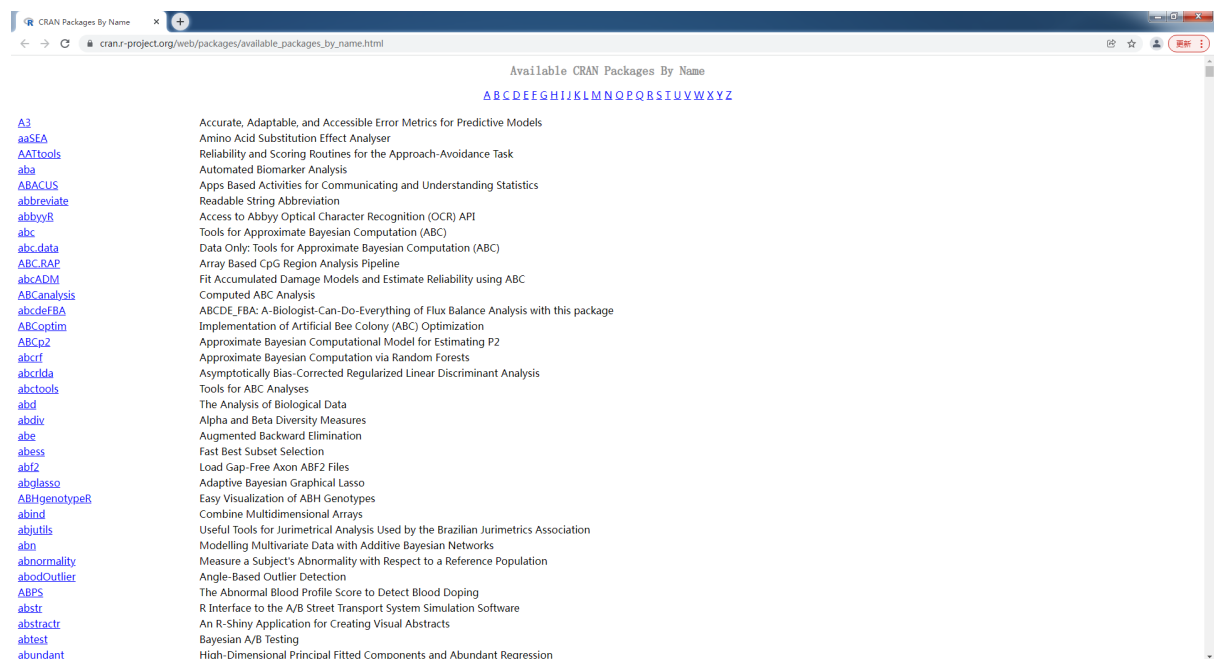 CRAN Packages By Name
cran.r-project.org/web/packages/available_packages_by_name.html
更新
Available CRAN Packages By Name
A B C D E F G H I J K L M N O P Q R S T U V W X Y Z
A3 Accurate, Adaptable, and Accessible Error Metrics for Predictive Models
aaSEA Amino Acid Substitution Effect Analyser
AATtools Reliability and Scoring Routines for the Approach-Avoidance Task
aba Automated Biomarker Analysis
ABACUS Apps Based Activities for Communicating and Understanding Statistics
abbreviate Readable String Abbreviation
abbyyR Access to Abbyy Optical Character Recognition (OCR) API
abc Tools for Approximate Bayesian Computation (ABC)
abc.data Data Only: Tools for Approximate Bayesian Computation (ABC)
ABC.RAP Array Based CpG Region Analysis Pipeline
abcADM Fit Accumulated Damage Models and Estimate Reliability using ABC
ABCanalysis Computed ABC Analysis
abcdeFBA ABCDE_FBA: A-Biologist-Can-Do-Everything of Flux Balance Analysis with this package
ABCoptim Implementation of Artificial Bee Colony (ABC) Optimization
ABCp2 Approximate Bayesian Computational Model for Estimating P2
abcrf Approximate Bayesian Computation via Random Forests
abcrlda Asymptotically Bias-Corrected Regularized Linear Discriminant Analysis
abctools Tools for ABC Analyses
abd The Analysis of Biological Data
abdiv Alpha and Beta Diversity Measures
abe Augmented Backward Elimination
abess Fast Best Subset Selection
abf2 Load Gap-Free Axon ABF2 Files
abglasso Adaptive Bayesian Graphical Lasso
ABHgenotypeR Easy Visualization of ABH Genotypes
abind Combine Multidimensional Arrays
abjutils Useful Tools for Jurimetrical Analysis Used by the Brazilian Jurimetrics Association
abn Modelling Multivariate Data with Additive Bayesian Networks
abnormality Measure a Subject's Abnormality with Respect to a Reference Population
abodOutlier Angle-Based Outlier Detection
ABPS The Abnormal Blood Profile Score to Detect Blood Doping
abstr R Interface to the A/B Street Transport System Simulation Software
abstractr An R-Shiny Application for Creating Visual Abstracts
abtest Bayesian A/B Testing
abundant High-Dimensional Principal Fitted Components and Abundant Regression